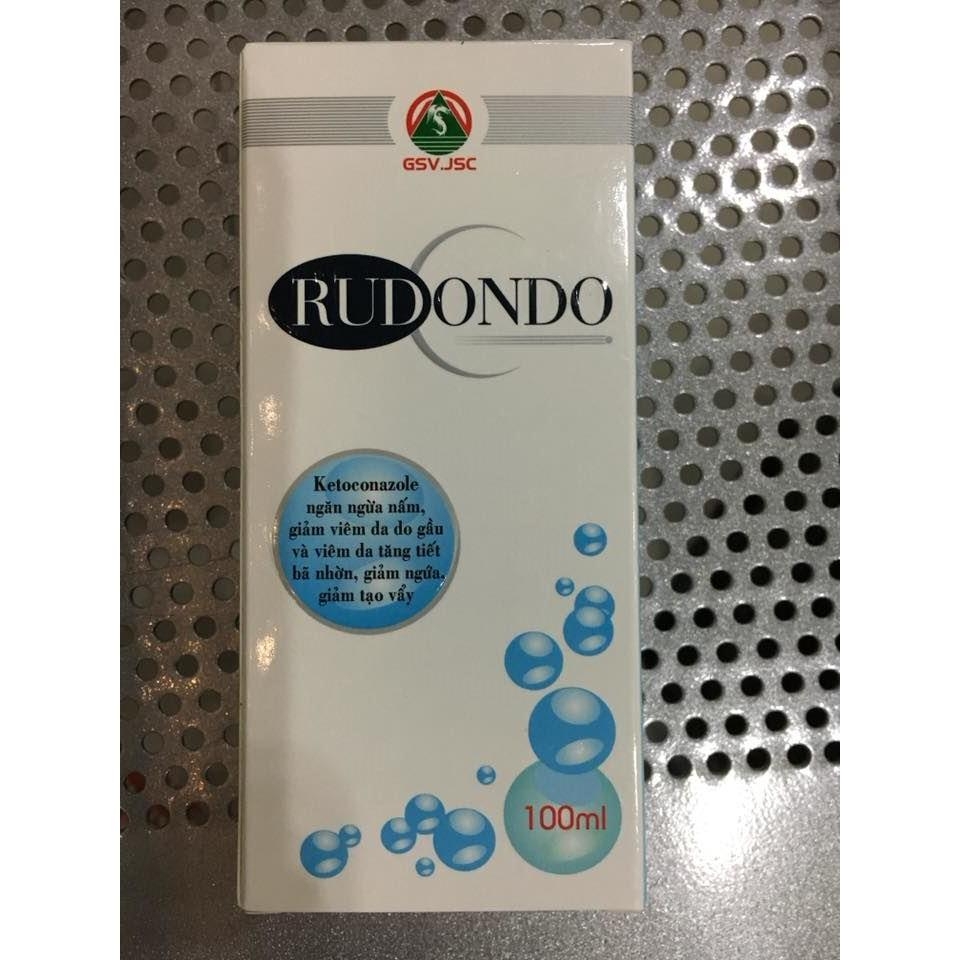 GSV.JSC
RUDONDO
Ketoconazole
ngăn ngừa nấm,
giảm viêm da do gầu
và viêm da tăng tiết
bã nhờn, giảm ngứa,
giảm tạo vẩy
100ml